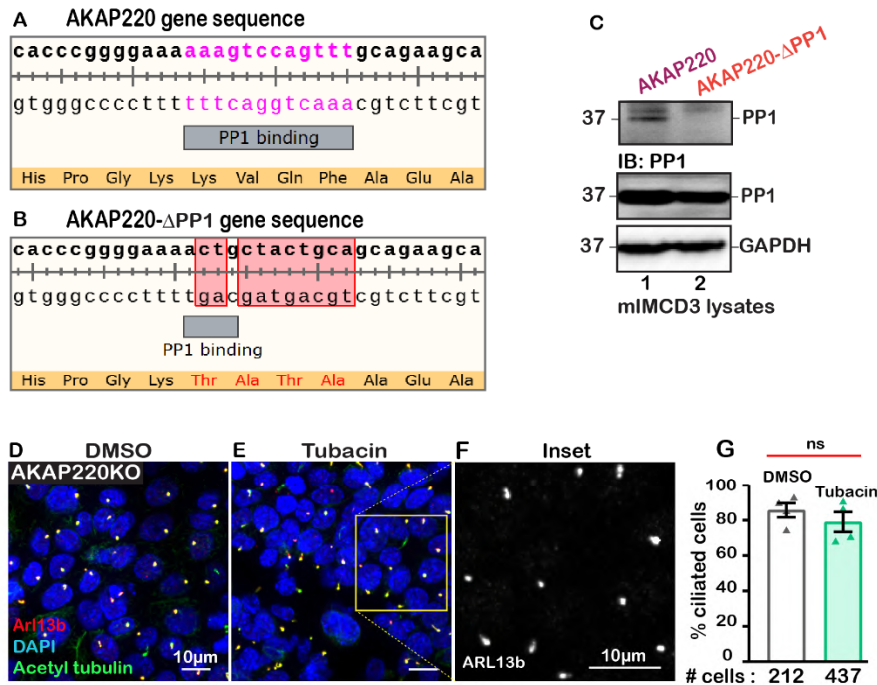 A AKAP220 gene sequence
cacccggggaaaaaagtccagtttgcagaagca
gtgggccccttttttcaggtcaaacgtcttcgt
PP1 binding
His Pro Gly Lys Lys Val Gln Phe Ala Glu Ala
B AKAP220-ΔPP1 gene sequence
cacccggggaaaactgctactgcagcagaagca
gtgggccccttttgacgatgacgtcgtcttcgt
PP1 binding
His Pro Gly Lys Thr Ala Thr Ala Ala Glu Ala
C
AKAP220
AKAP220-ΔPP1
37 PP1
IB: PP1
37 PP1
37 GAPDH
1 2
mIMCD3 lysates
D DMSO
AKAP220KO
Arl13b
DAPI
Acetyl tubulin
10μm
E Tubacin
F Inset
ARL13b
10μm
G
ns
DMSO
Tubacin
% ciliated cells
100
80
60
40
20
0
# cells : 212 437